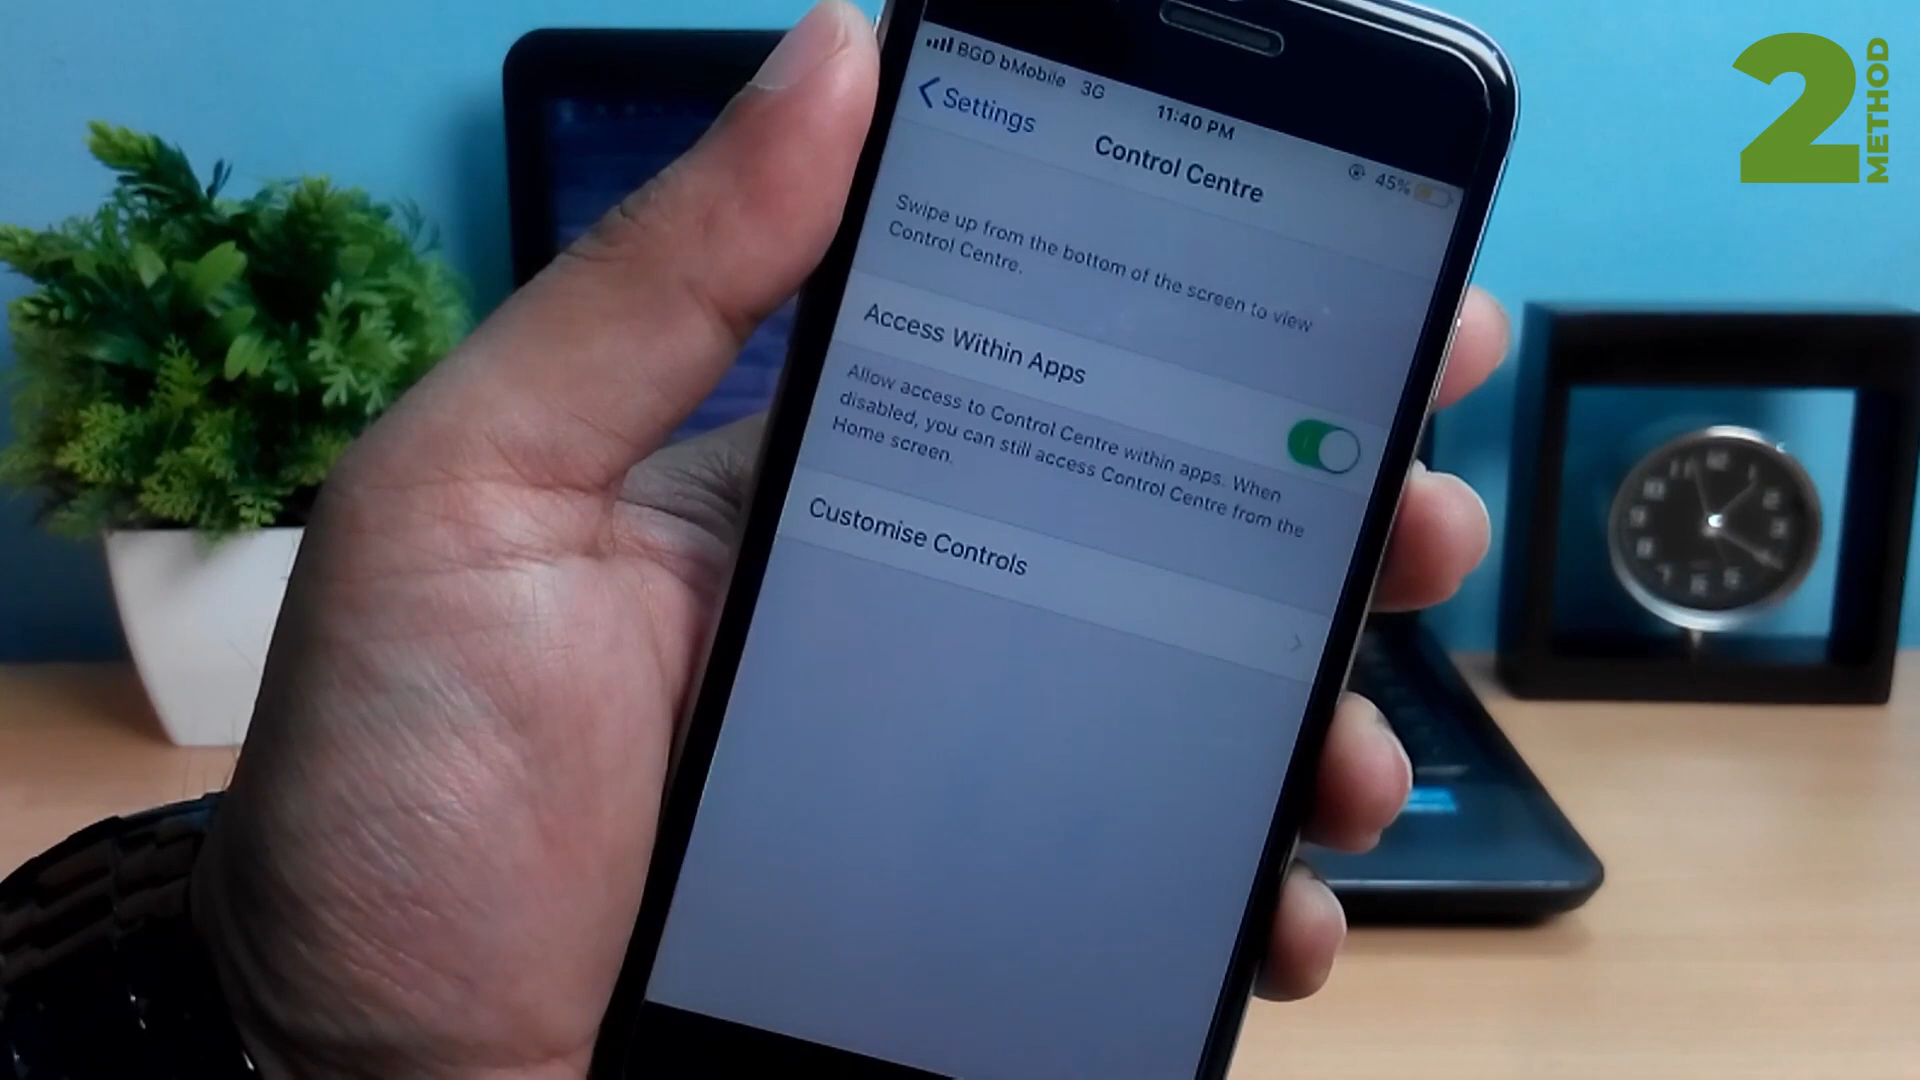 2
METHOD
BGD bMobile 3G
11:40 PM
45%
Settings
Control Centre
Swipe up from the bottom of the screen to view
Control Centre.
Access Within Apps
Allow access to Control Centre within apps. When
disabled, you can still access Control Centre from the
Home screen.
Customise Controls